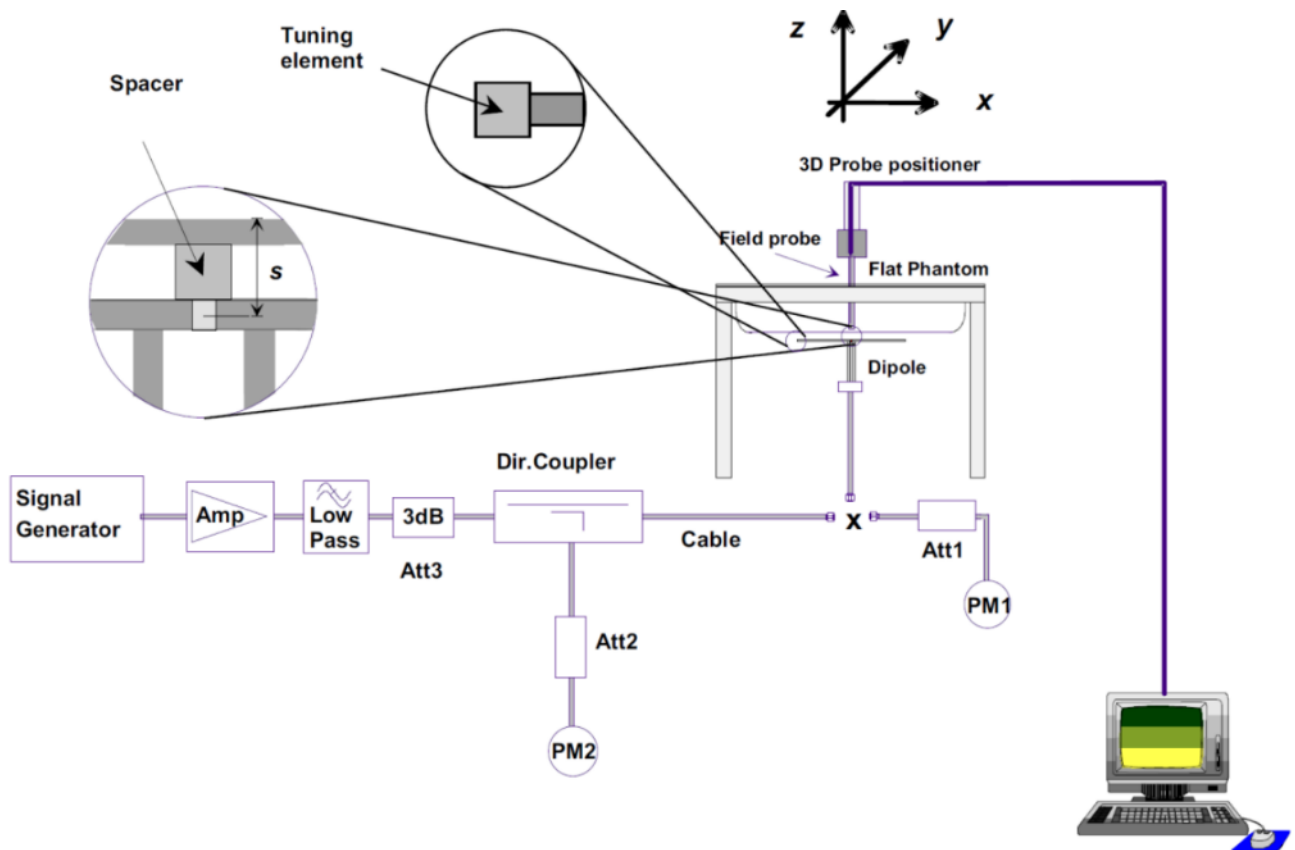 Tuning
element
Spacer
z
y
x
3D Probe positioner
Field probe
Flat Phantom
s
Dipole
Dir.Coupler
Signal
Generator
Amp
Low
Pass
3dB
Att3
Cable
x
Att1
PM1
Att2
PM2